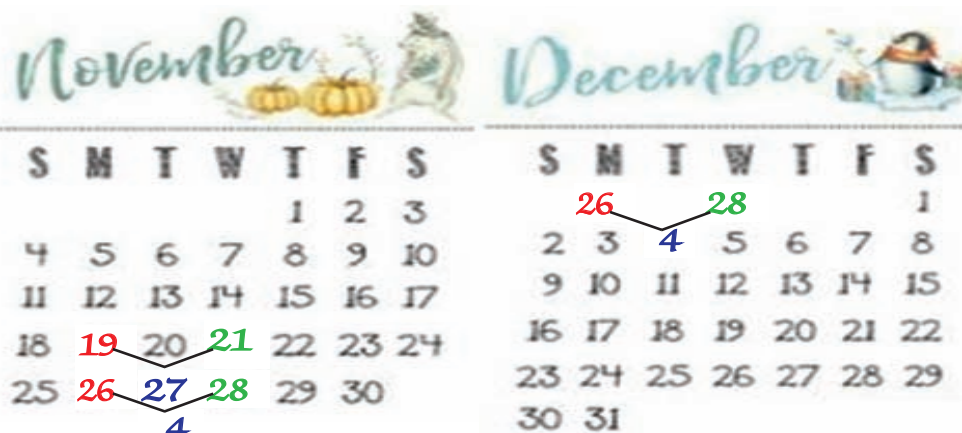 November
S M T W T F S
1 2 3
4 5 6 7 8 9 10
11 12 13 14 15 16 17
18 19 20 21 22 23 24
25 26 27 28 29 30
4
December
S M T W T F S
26 28 1
2 3 4 5 6 7 8
9 10 11 12 13 14 15
16 17 18 19 20 21 22
23 24 25 26 27 28 29
30 31